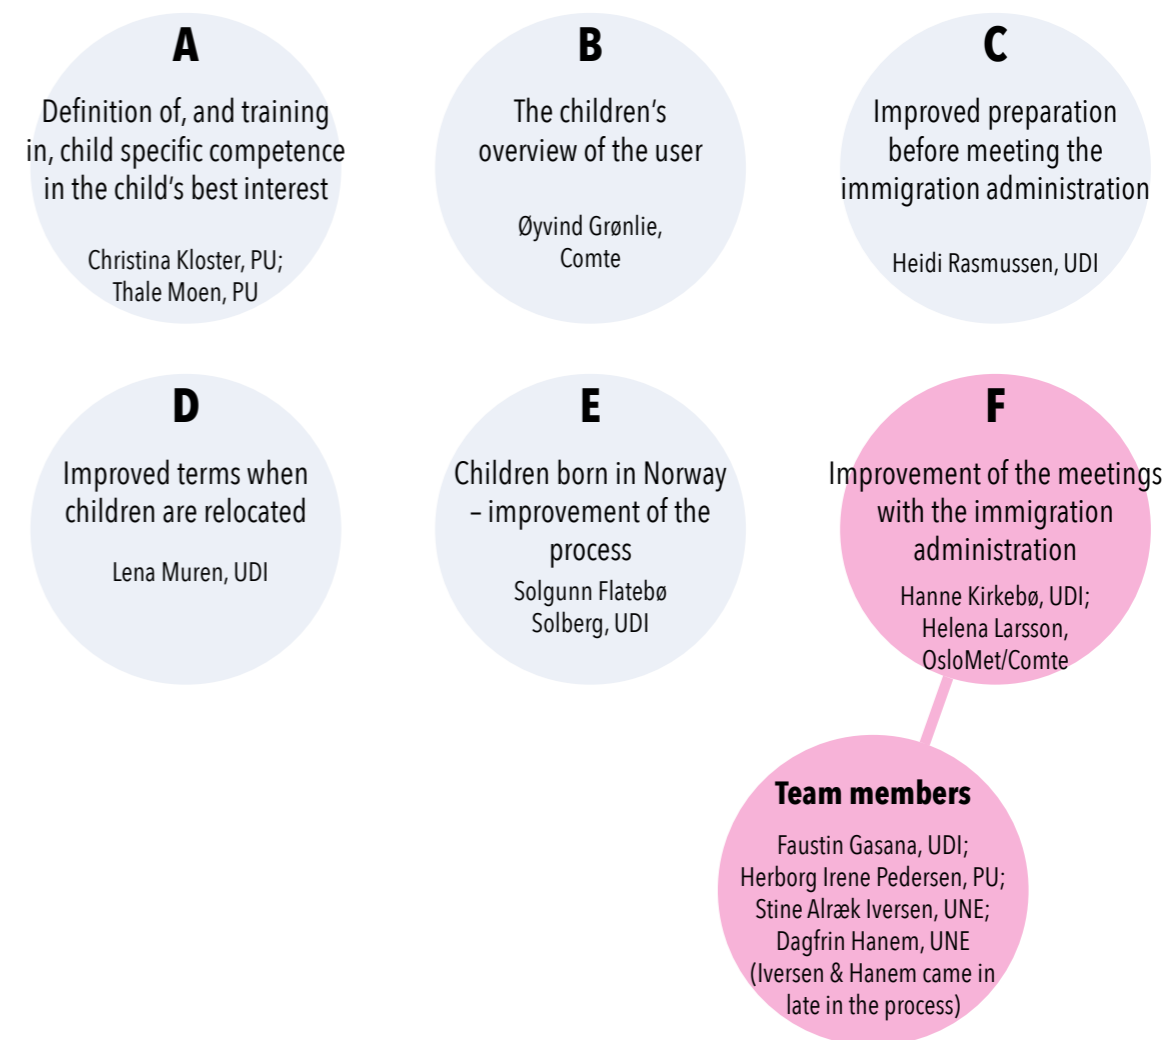 A
Definition of, and training
in, child specific competence
in the child's best interest
Christina Kloster, PU;
Thale Moen, PU
B
The children's
overview of the user
Øyvind Grønlie,
Comte
C
Improved preparation
before meeting the
immigration administration
Heidi Rasmussen, UDI
D
Improved terms when
children are relocated
Lena Muren, UDI
E
Children born in Norway
– improvement of the
process
Solgunn Flatebø
Solberg, UDI
F
Improvement of the meetings
with the immigration
administration
Hanne Kirkebø, UDI;
Helena Larsson,
OsloMet/Comte
Team members
Faustin Gasana, UDI;
Herborg Irene Pedersen, PU;
Stine Alræk Iversen, UNE;
Dagfrin Hanem, UNE
(Iversen & Hanem came in
late in the process)